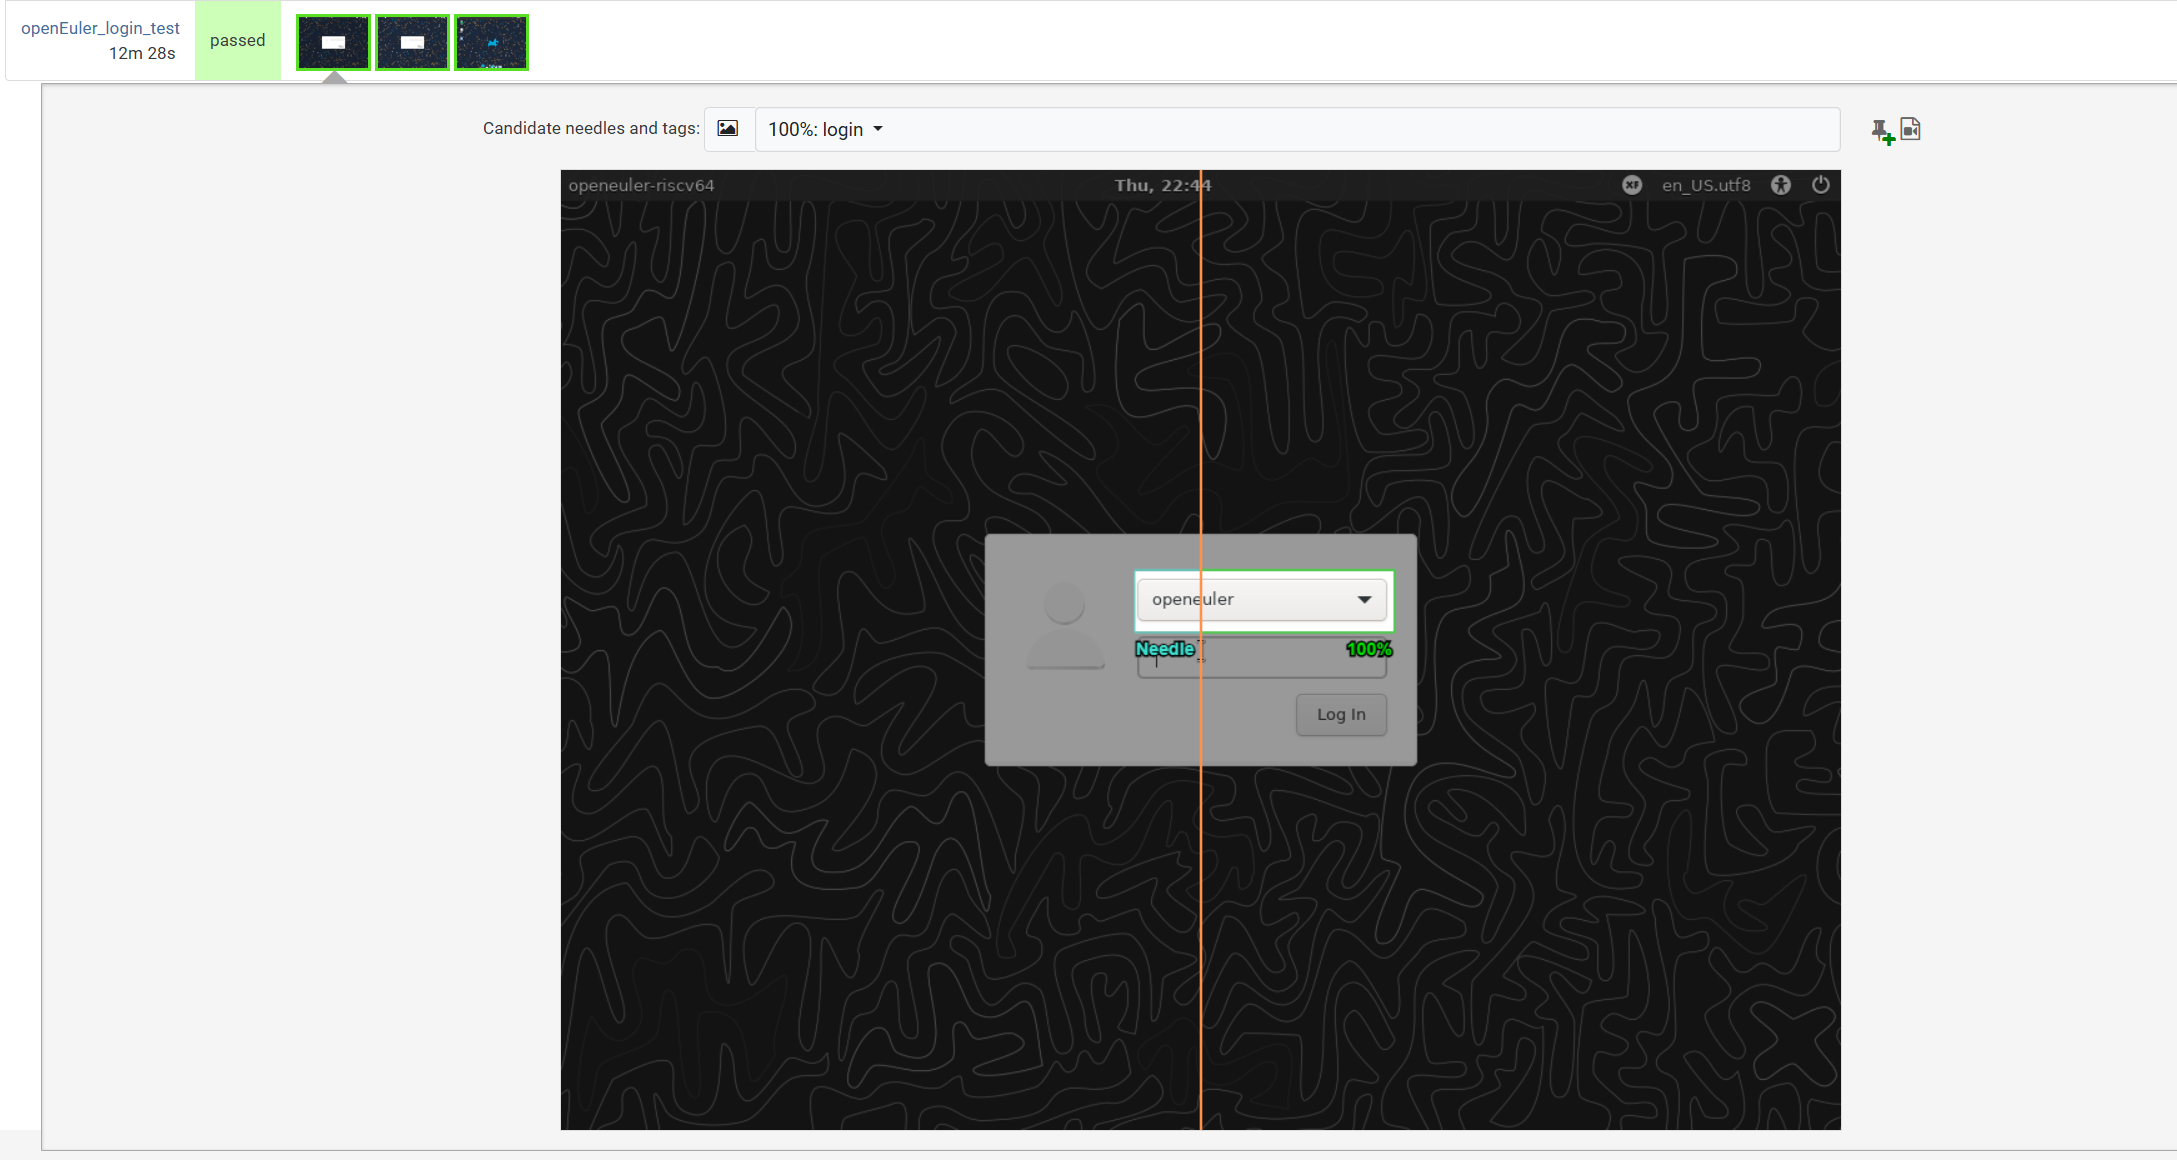 openEuler_login_test
12m 28s
passed
Candidate needles and tags:
100%: login
openeuler-riscv64
Thu, 22:44
en_US.utf8
openeuler
Needle
100%
Log In